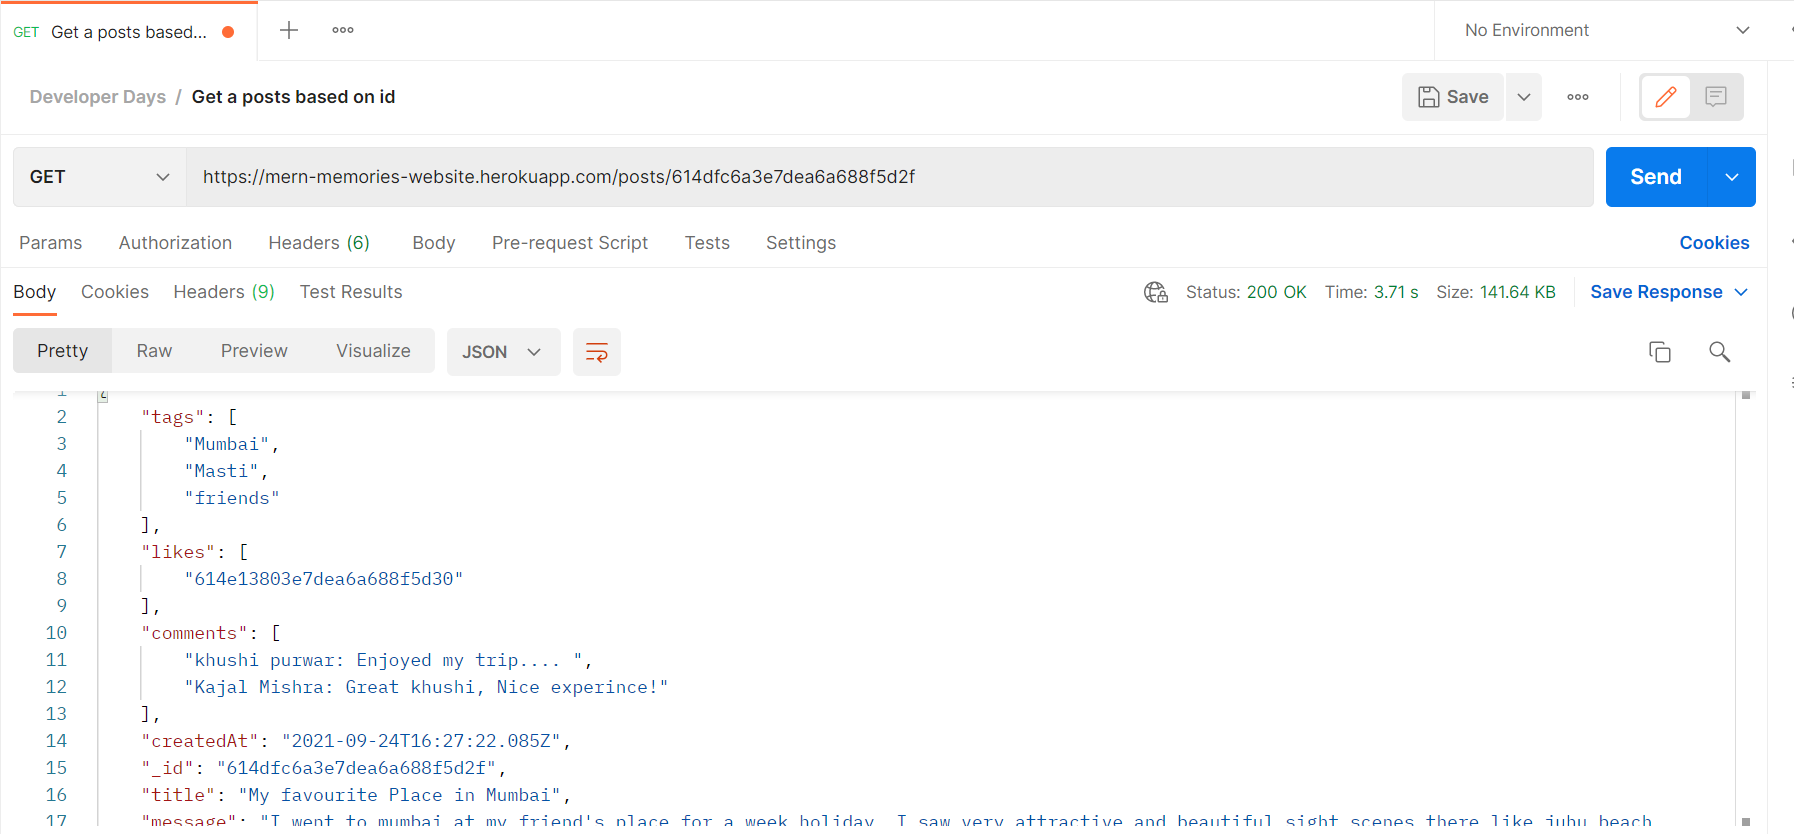 GET Get a posts based...
No Environment
Developer Days / Get a posts based on id
Save
GET https://mern-memories-website.herokuapp.com/posts/614dfc6a3e7dea6a688f5d2f Send
Params Authorization Headers (6) Body Pre-request Script Tests Settings Cookies
Body Cookies Headers (9) Test Results Status: 200 OK Time: 3.71 s Size: 141.64 KB Save Response
Pretty Raw Preview Visualize JSON
1 {
2 "tags": [
3 "Mumbai",
4 "Masti",
5 "friends"
6 ],
7 "likes": [
8 "614e13803e7dea6a688f5d30"
9 ],
10 "comments": [
11 "khushi purwar: Enjoyed my trip.... ",
12 "Kajal Mishra: Great khushi, Nice experince!"
13 ],
14 "createdAt": "2021-09-24T16:27:22.085Z",
15 "_id": "614dfc6a3e7dea6a688f5d2f",
16 "title": "My favourite Place in Mumbai",
17 "message": "I went to mumbai at my friend's place for a week holiday. I saw very attractive and beautiful sight scenes there like juhu beach